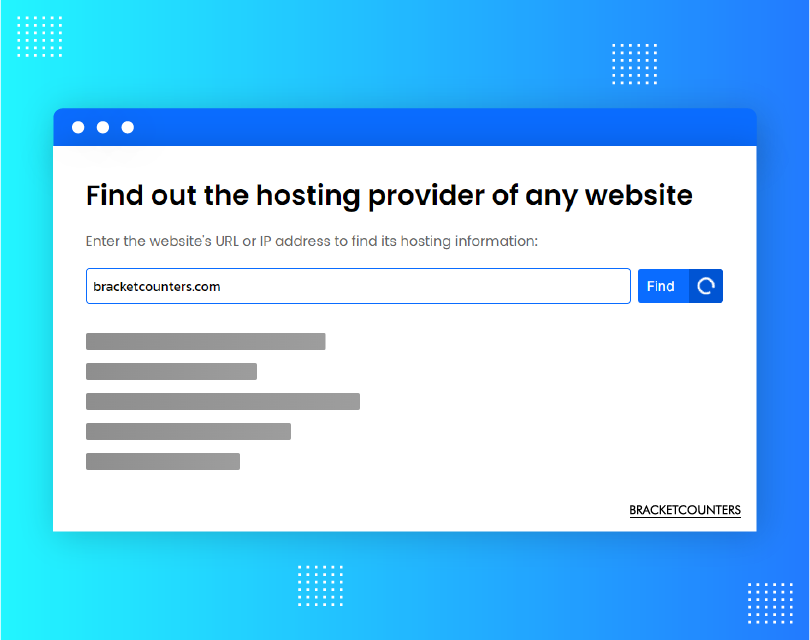 Find out the hosting provider of any website
Enter the website's URL or IP address to find its hosting information:
bracketcounters.com
Find
BRACKETCOUNTERS